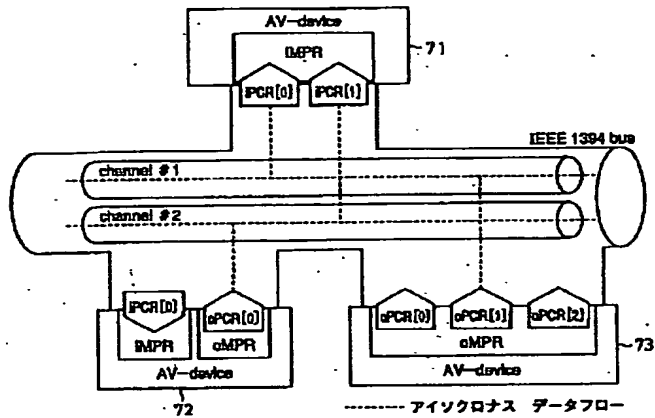 AV-device
iMPR
71
iPCR[0]
iPCR[1]
IEEE 1394 bus
channel #1
channel #2
iPCR[0]
oPCR[0]
oPCR[0]
oPCR[1]
oPCR[2]
iMPR
oMPR
oMPR
73
AV-device
AV-device
72
アイソクロナス データフロー